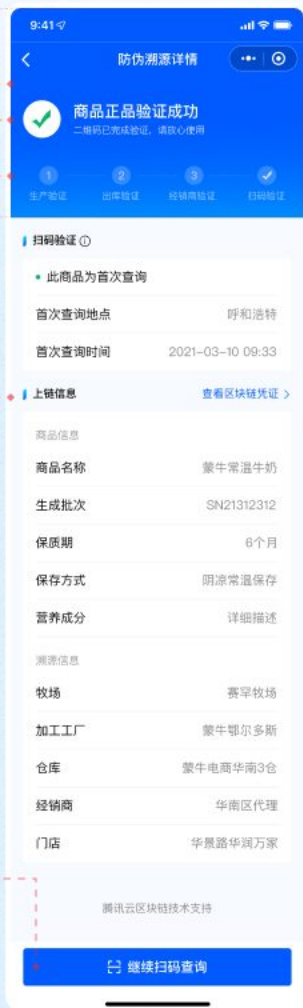 9:41
防伪溯源详情
商品正品验证成功
二维码已完成验证，请放心使用
1 2 3
生产验证 出库验证 经销商验证 扫码验证
扫码验证
此商品为首次查询
首次查询地点 呼和浩特
首次查询时间 2021-03-10 09:33
上链信息 查看区块链凭证
商品信息
商品名称 蒙牛常温牛奶
生成批次 SN21312312
保质期 6个月
保存方式 阴凉常温保存
营养成分 详细描述
溯源信息
牧场 赛罕牧场
加工工厂 蒙牛鄂尔多斯
仓库 蒙牛电商华南3仓
经销商 华南区代理
门店 华景路华润万家
腾讯云区块链技术支持
继续扫码查询